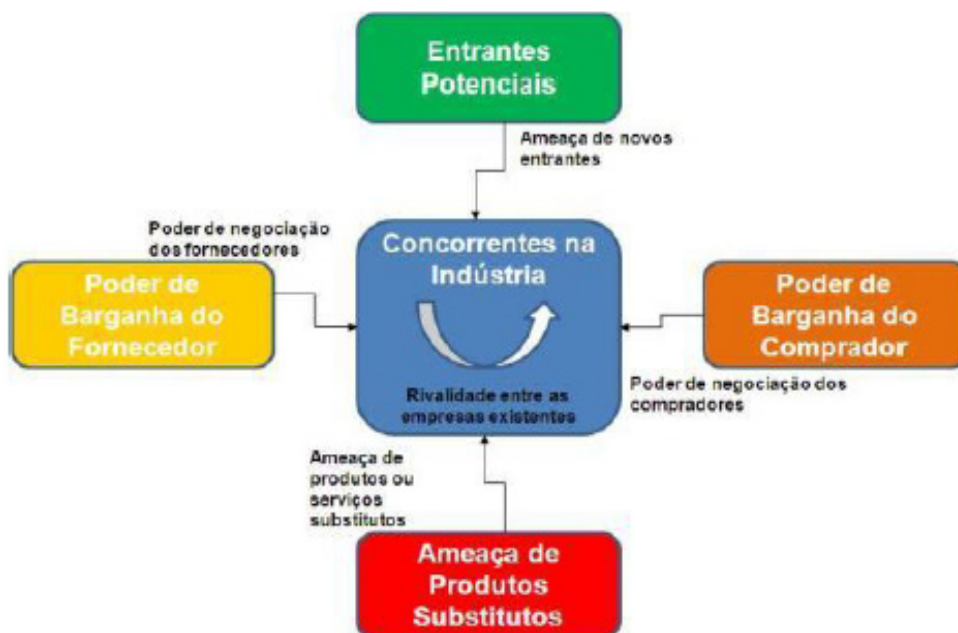 Entrantes
Potenciais
Ameaça de novos
entrantes
Poder de negociação
dos fornecedores
Concorrentes na
Indústria
Poder de
Barganha do
Fornecedor
Poder de
Barganha do
Comprador
Rivalidade entre as
empresas existentes
Poder de negociação dos
compradores
Ameaça de
produtos ou
serviços
substitutos
Ameaça de
Produtos
Substitutos